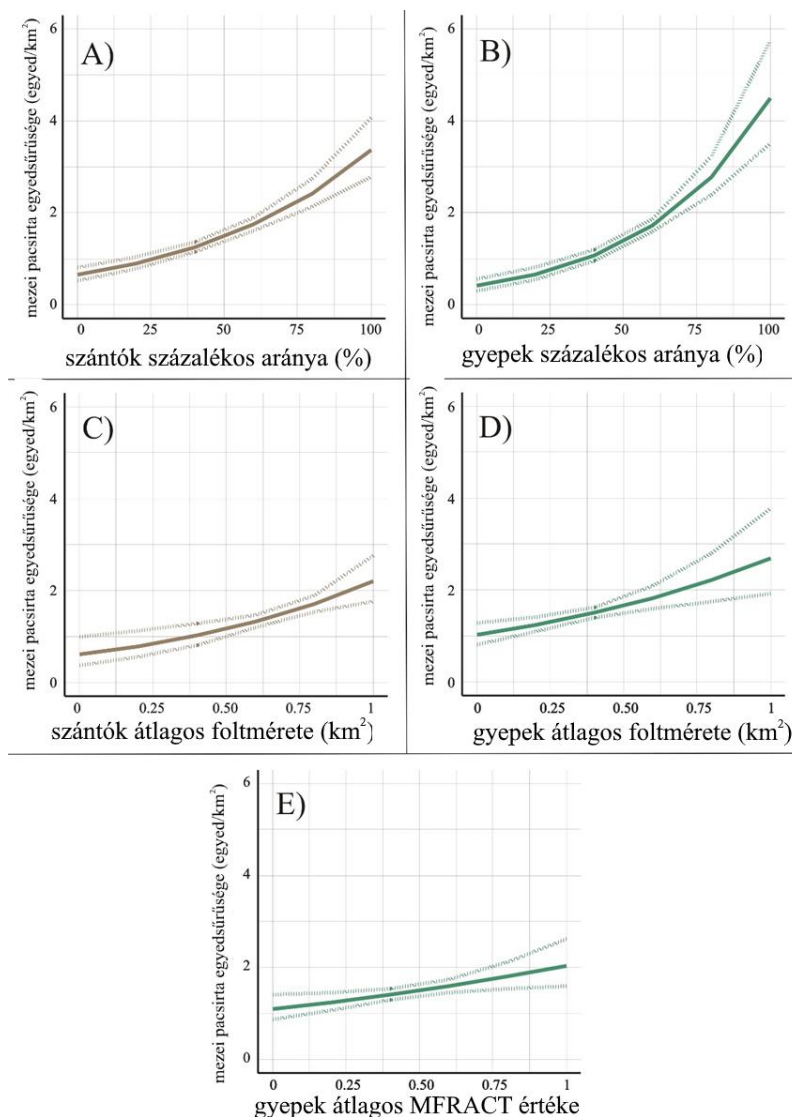 A)
mezei pacsirta egyedsűrűsége (egyed/km²)
6
4
2
0
0 25 50 75 100
szántók százalékos aránya (%)
B)
mezei pacsirta egyedsűrűsége (egyed/km²)
6
4
2
0
0 25 50 75 100
gyepek százalékos aránya (%)
C)
mezei pacsirta egyedsűrűsége (egyed/km²)
6
4
2
0
0 0.25 0.50 0.75 1
szántók átlagos foltmérete (km²)
D)
mezei pacsirta egyedsűrűsége (egyed/km²)
6
4
2
0
0 0.25 0.50 0.75 1
gyepek átlagos foltmérete (km²)
E)
mezei pacsirta egyedsűrűsége (egyed/km²)
6
4
2
0
0 0.25 0.50 0.75 1
gyepek átlagos MFRACT értéke